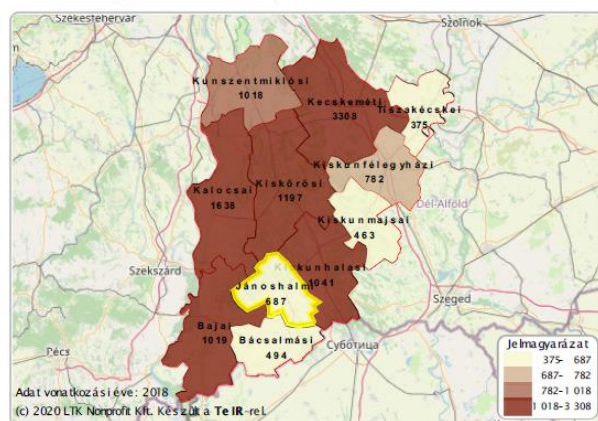 Székesfehérvár
Szolnok
Kunszentmiklósi
1018
Kecskeméti
3308
Tiszakécskei
375
Kiskunfélegyházi
782
Kalocsai
1638
Kiskőrösi
1197
Dél-Alföld
Kiskunmajsai
463
Szekszárd
Kiskunhalasi
1041
Jánoshalmi
687
Szeged
Bajai
1019
Bácsalmási
494
Суботица
Pécs
Jelmagyarázat
375- 687
687- 782
782-1 018
1 018-3 308
Adat vonatkozási éve: 2018
(c) 2020 LTK Nonprofit Kft. Készült a TeIR-rel.